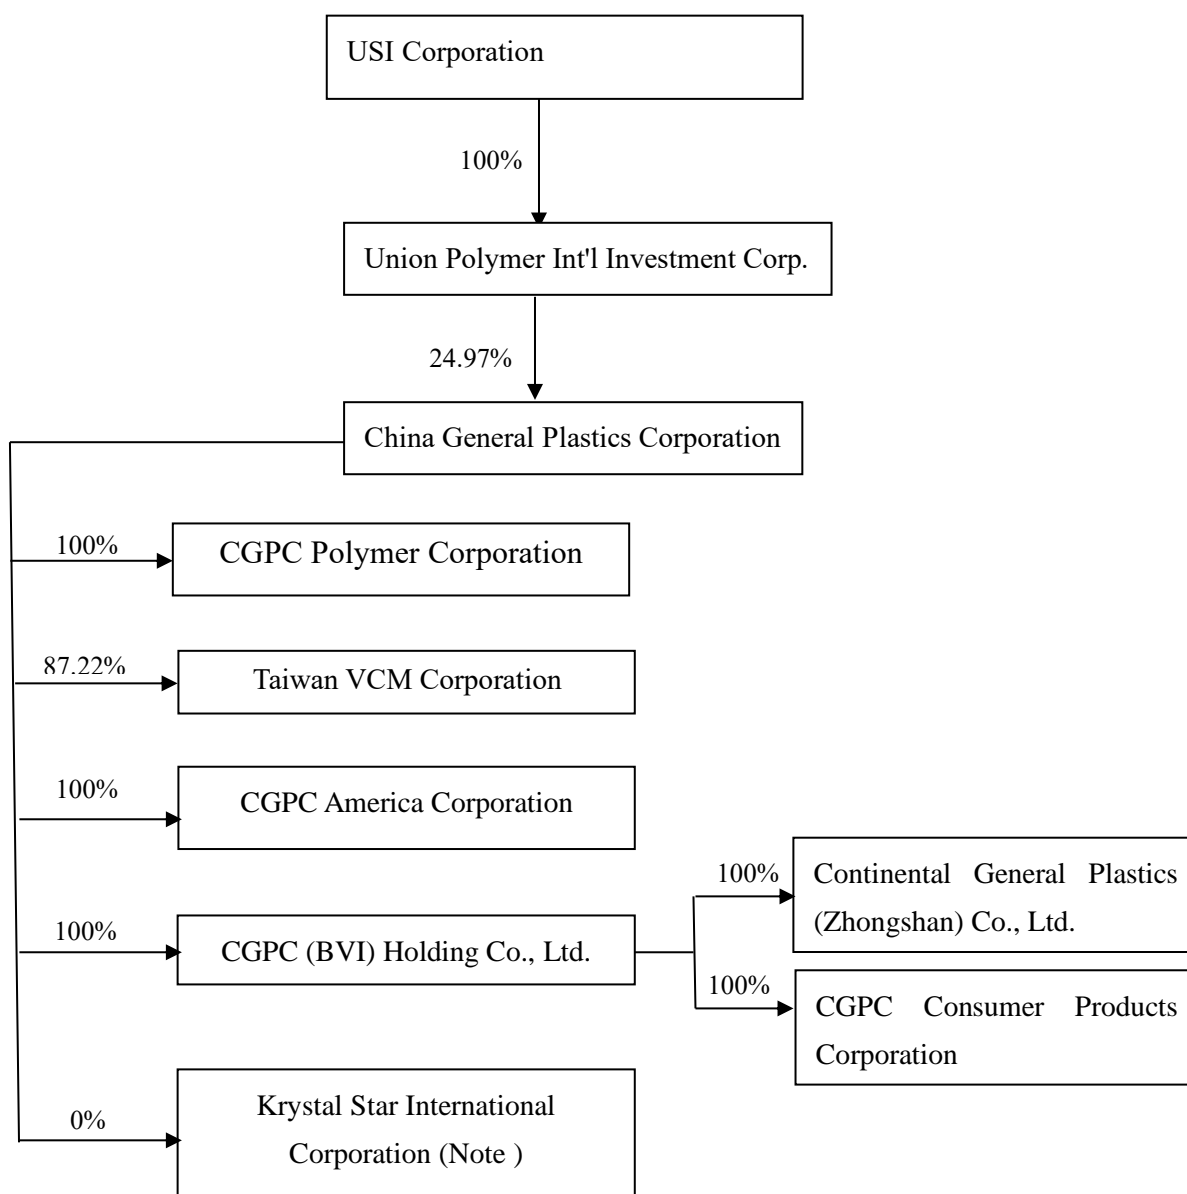 USI Corporation
100%
Union Polymer Int'l Investment Corp.
24.97%
China General Plastics Corporation
100%
CGPC Polymer Corporation
87.22%
Taiwan VCM Corporation
100%
CGPC America Corporation
100%
Continental General Plastics
(Zhongshan) Co., Ltd.
100%
CGPC (BVI) Holding Co., Ltd.
100%
CGPC Consumer Products
Corporation
0%
Krystal Star International
Corporation (Note )